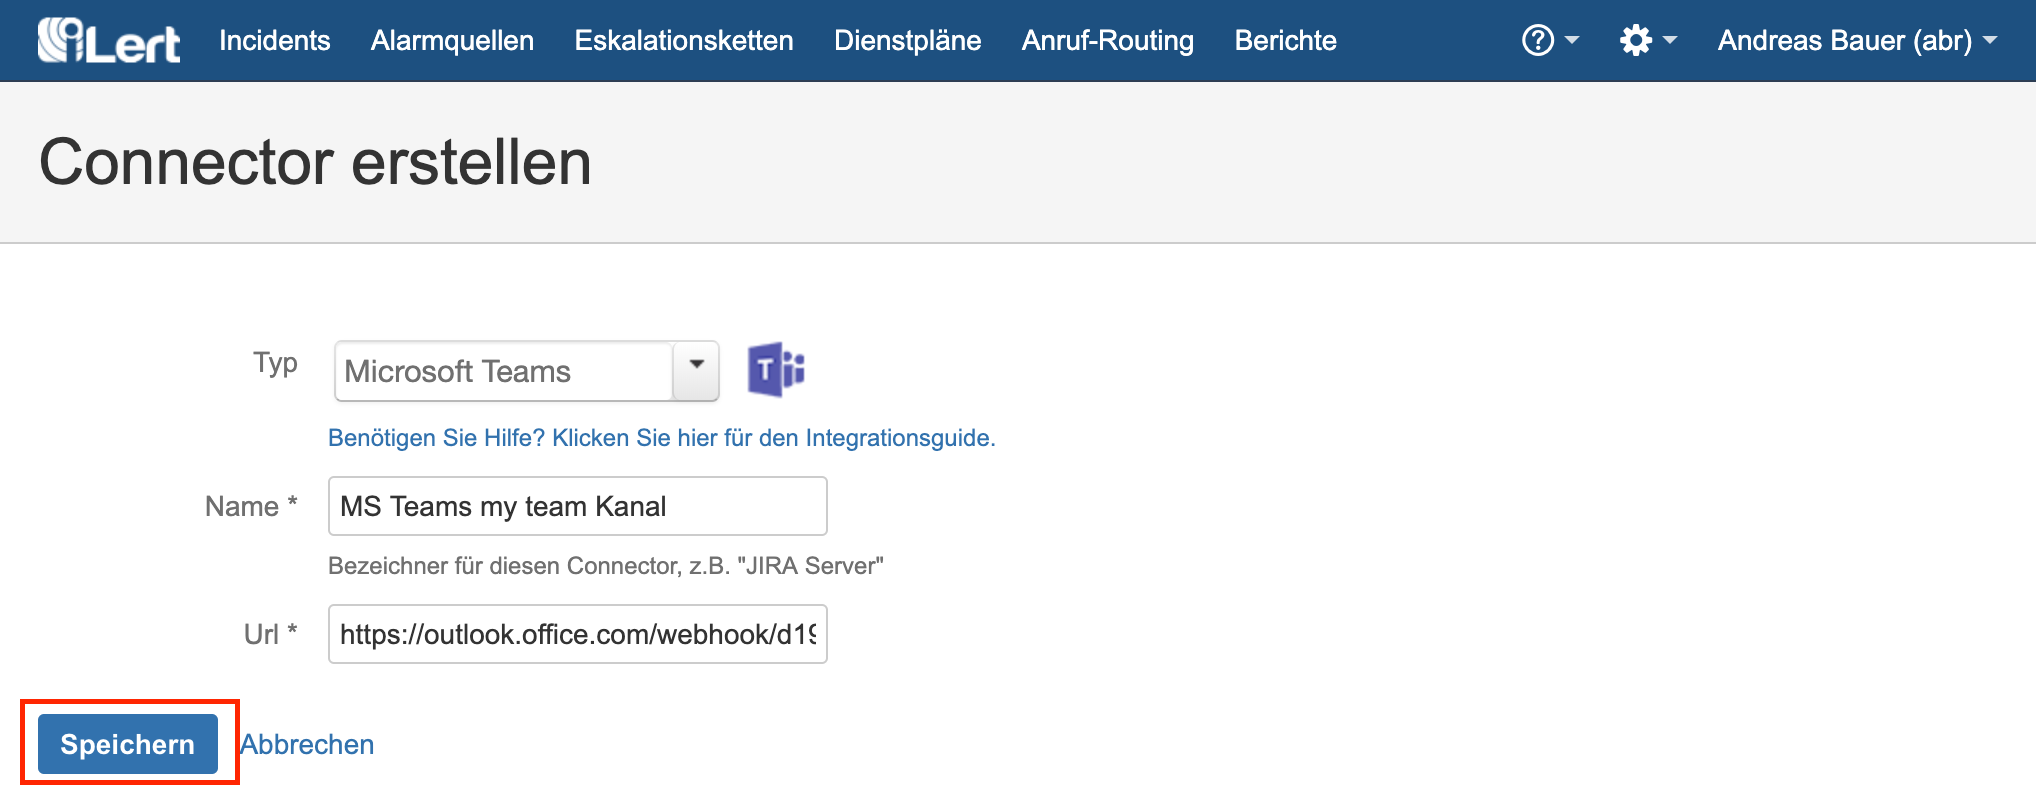 iLert Incidents Alarmquellen Eskalationsketten Dienstpläne Anruf-Routing Berichte ? Andreas Bauer (abr)
Connector erstellen
Typ Microsoft Teams T
Benötigen Sie Hilfe? Klicken Sie hier für den Integrationsguide.
Name * MS Teams my team Kanal
Bezeichner für diesen Connector, z.B. "JIRA Server"
Url * https://outlook.office.com/webhook/d19
Speichern Abbrechen